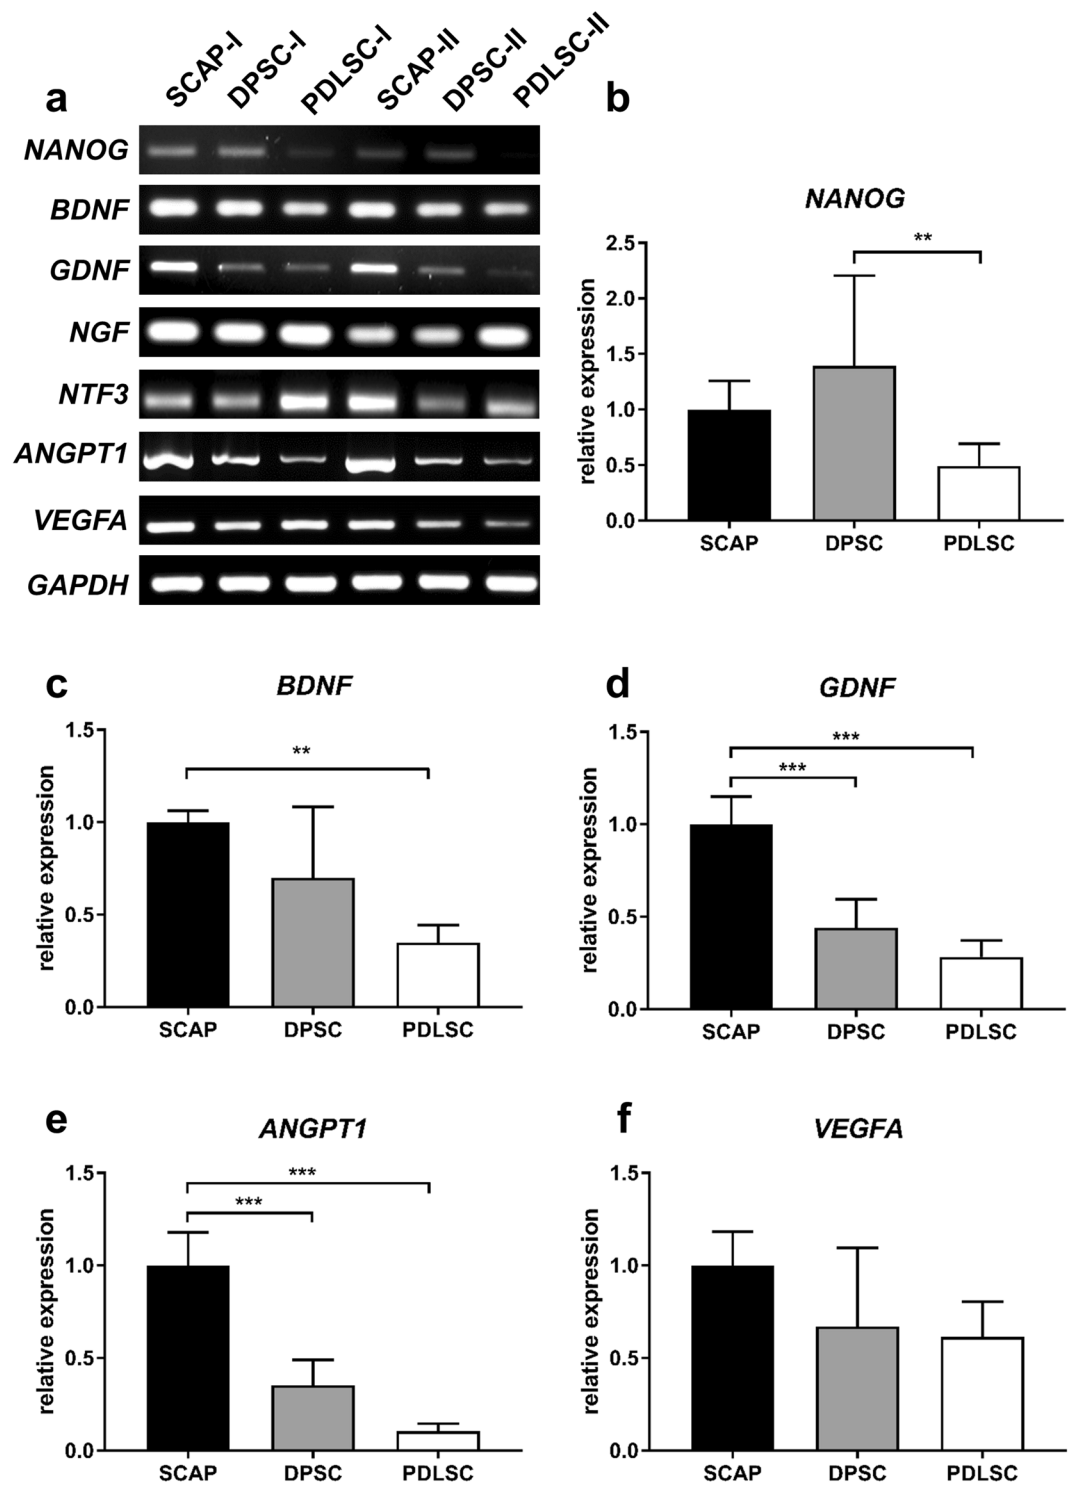 a
SCAP-I DPSC-I PDLSC-I SCAP-II DPSC-II PDLSC-II
NANOG
BDNF
GDNF
NGF
NTF3
ANGPT1
VEGFA
GAPDH
b
NANOG
relative expression
2.5
2.0
1.5
1.0
0.5
0.0
**
SCAP DPSC PDLSC
c
BDNF
relative expression
1.5
1.0
0.5
0.0
**
SCAP DPSC PDLSC
d
GDNF
relative expression
1.5
1.0
0.5
0.0
***
***
SCAP DPSC PDLSC
e
ANGPT1
relative expression
1.5
1.0
0.5
0.0
***
***
SCAP DPSC PDLSC
f
VEGFA
relative expression
1.5
1.0
0.5
0.0
SCAP DPSC PDLSC